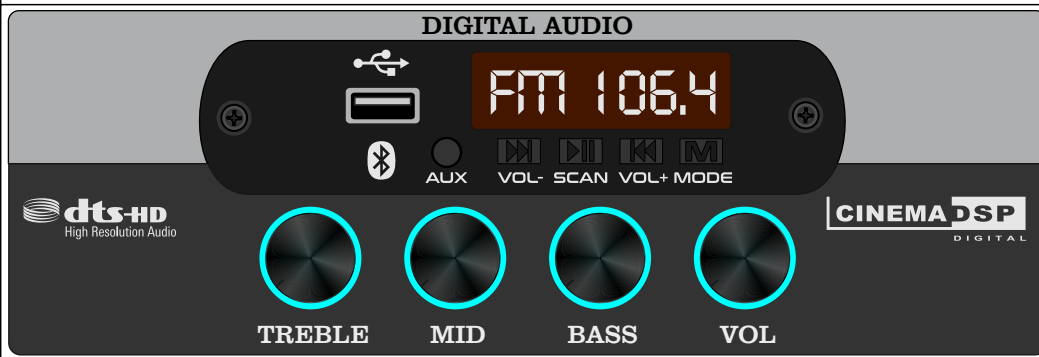 DIGITAL AUDIO
FM 106.4
AUX VOL- SCAN VOL+ MODE
M
dts-HD
High Resolution Audio
CINEMA DSP
DIGITAL
TREBLE MID BASS VOL